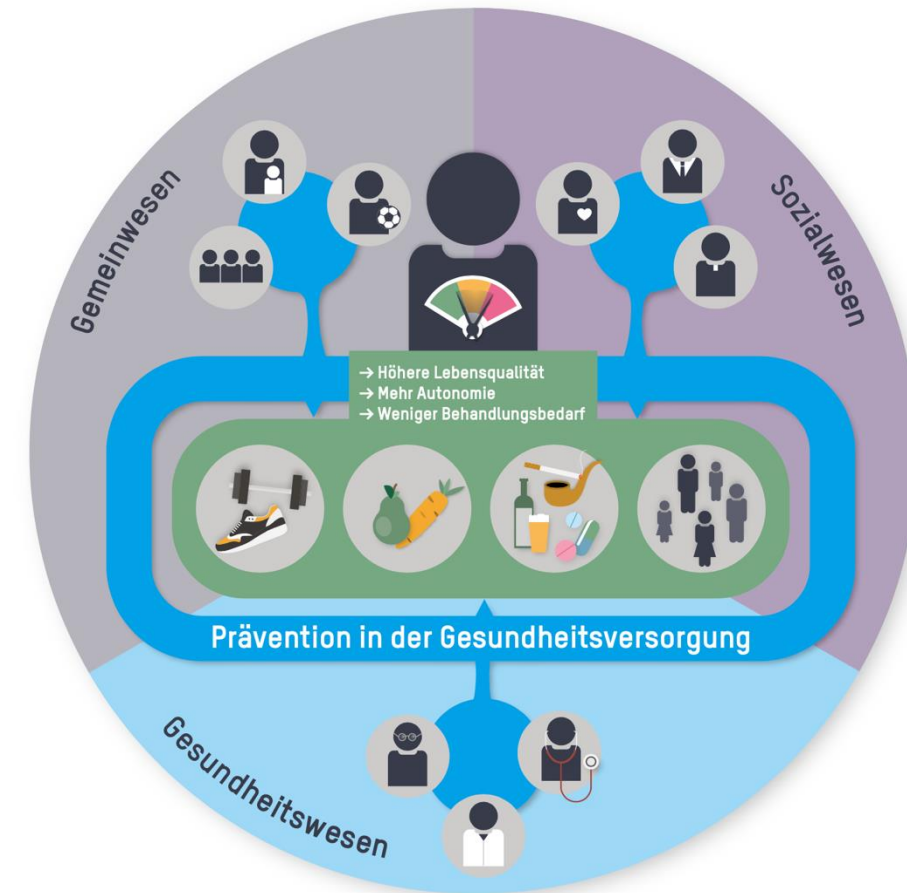 Gemeinwesen
Sozialwesen
→ Höhere Lebensqualität
→ Mehr Autonomie
→ Weniger Behandlungsbedarf
Prävention in der Gesundheitsversorgung
Gesundheitswesen